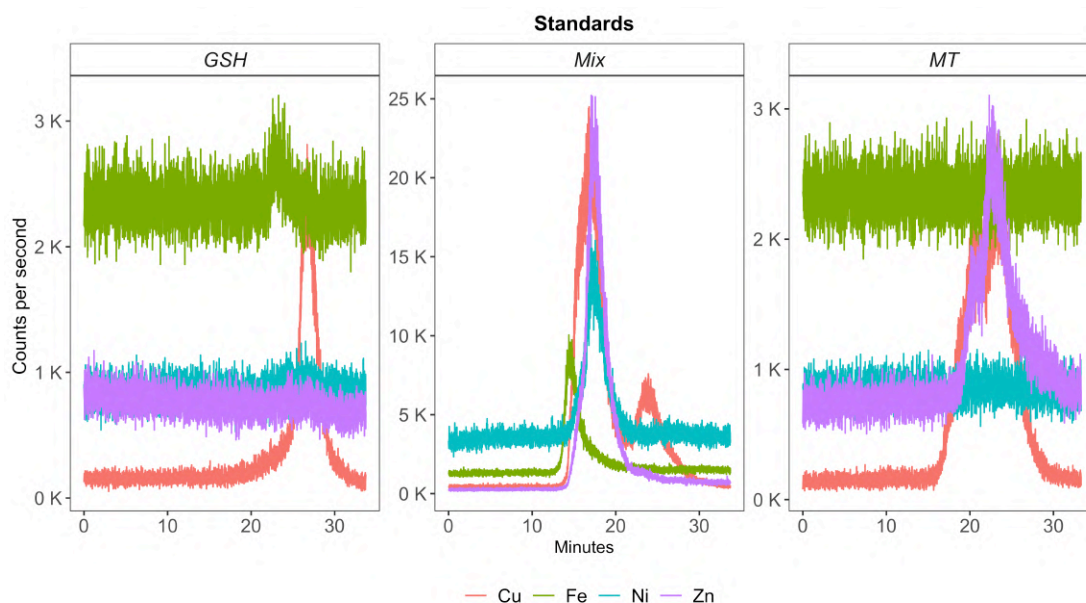 Standards
GSH
Mix
MT
Counts per second
3 K
2 K
1 K
0 K
0
10
20
30
25 K
20 K
15 K
10 K
5 K
0 K
0
10
20
30
3 K
2 K
1 K
0 K
0
10
20
30
Minutes
Cu Fe Ni Zn